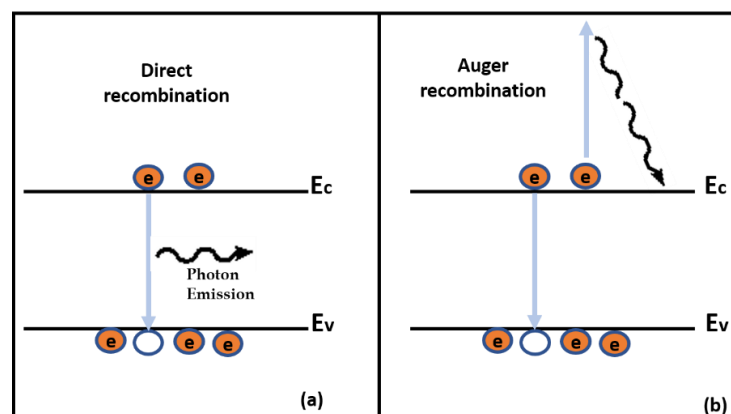 Direct
recombination
e e
Ec
Photon
Emission
Ev
e e e
(a)
Auger
recombination
e e
Ec
Ev
e e e
(b)